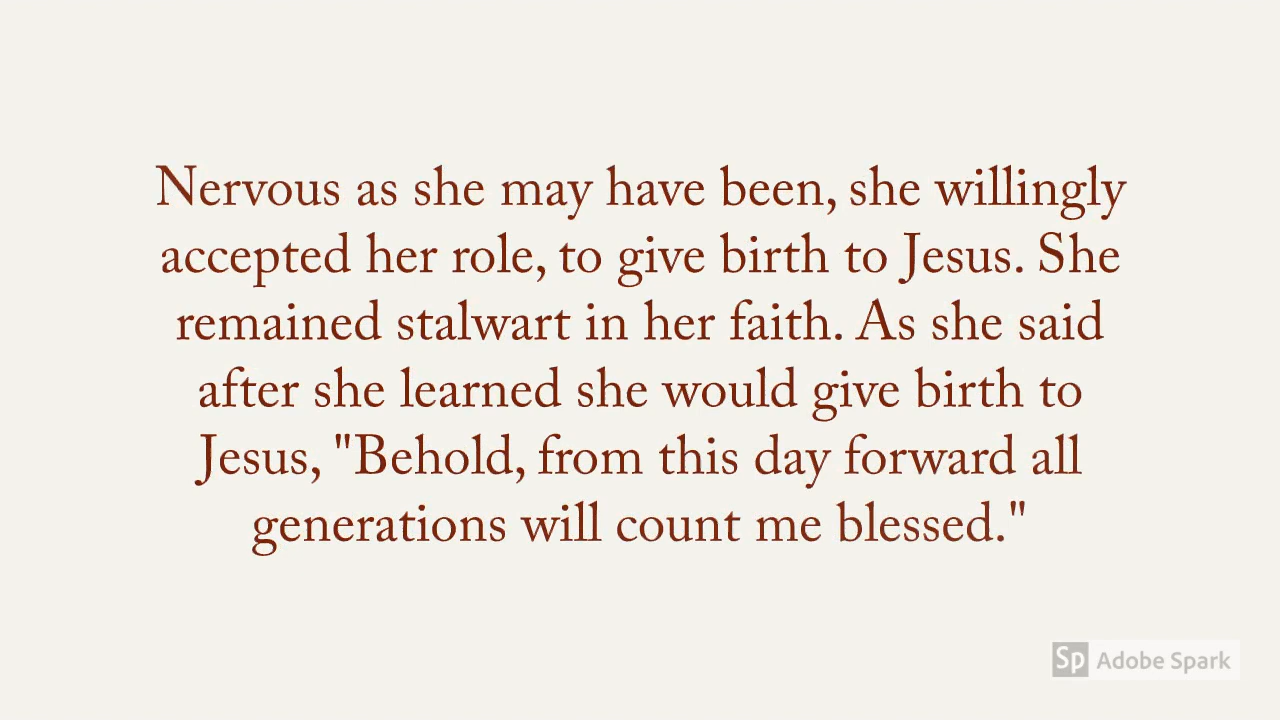 Nervous as she may have been, she willingly
accepted her role, to give birth to Jesus. She
remained stalwart in her faith. As she said
after she learned she would give birth to
Jesus, "Behold, from this day forward all
generations will count me blessed."
Sp Adobe Spark